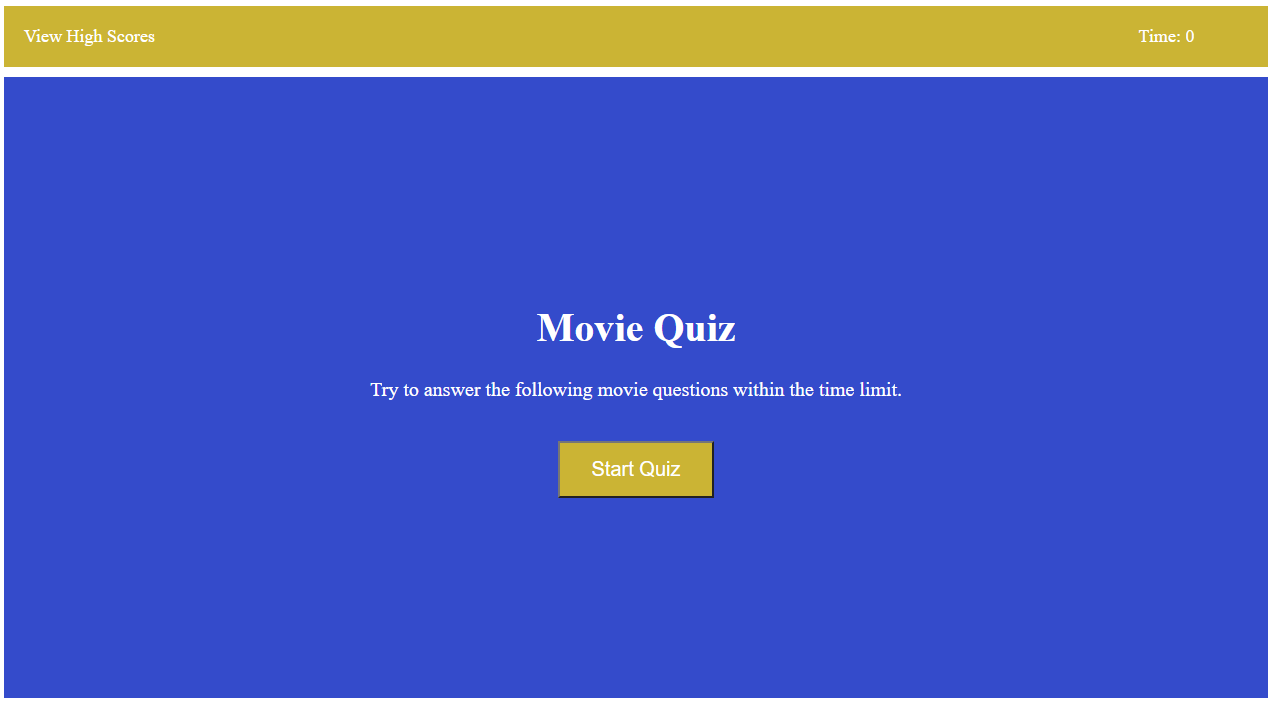 View High Scores
Time: 0
Movie Quiz
Try to answer the following movie questions within the time limit.
Start Quiz